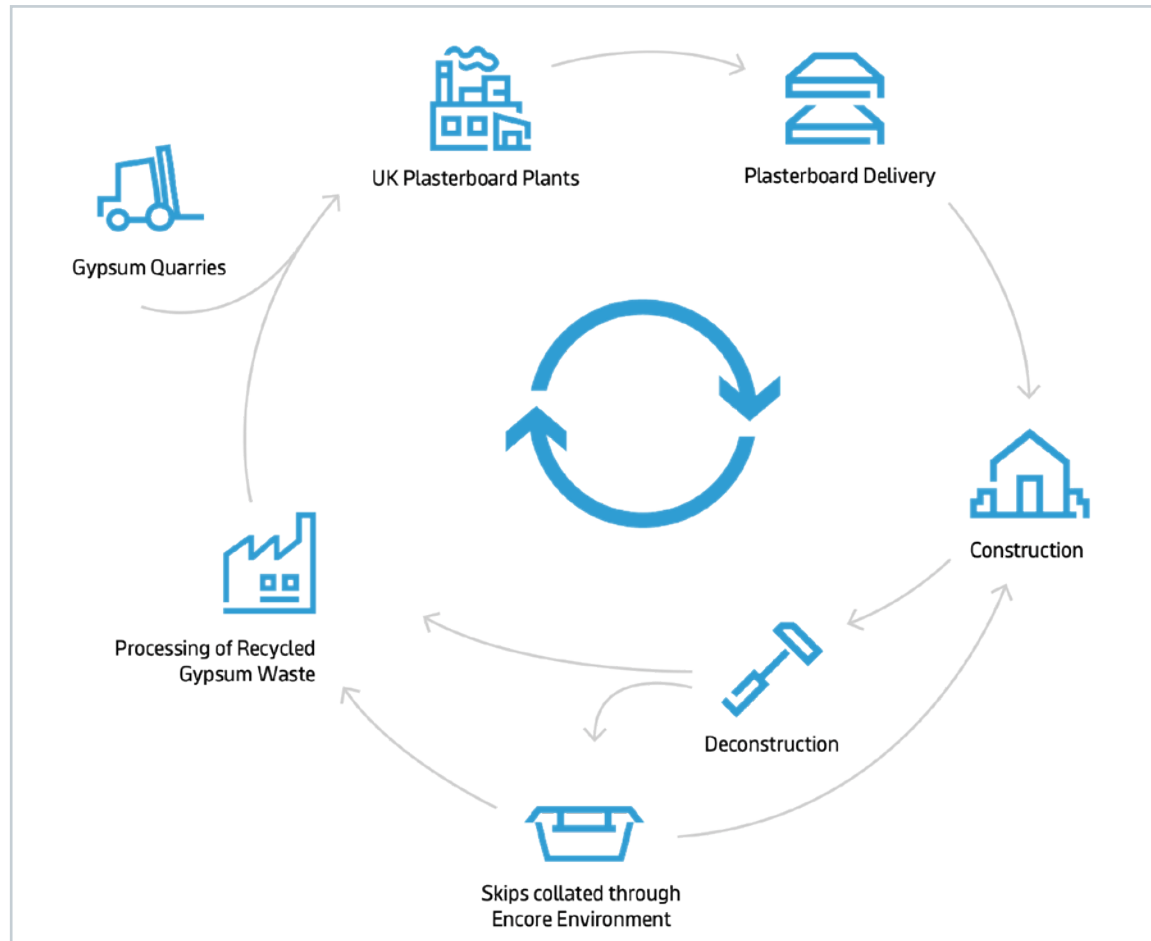 UK Plasterboard Plants
Plasterboard Delivery
Gypsum Quarries
Construction
Processing of Recycled
Gypsum Waste
Deconstruction
Skips collated through
Encore Environment